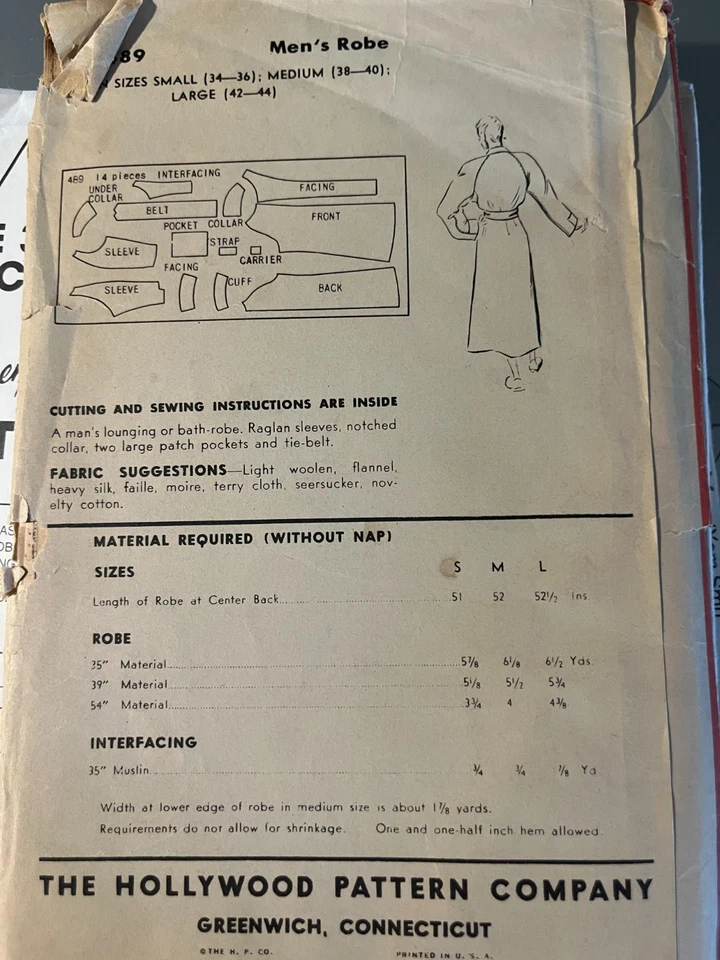 89 Men's Robe
SIZES SMALL (34—36); MEDIUM (38—40);
LARGE (42—44)
489 14 pieces INTERFACING
UNDER
COLLAR
FACING
BELT
FRONT
POCKET COLLAR
STRAP
SLEEVE
CARRIER
FACING
SLEEVE
CUFF
BACK
CUTTING AND SEWING INSTRUCTIONS ARE INSIDE
A man's lounging or bath-robe. Raglan sleeves, notched
collar, two large patch pockets and tie-belt.
FABRIC SUGGESTIONS—Light woolen, flannel,
heavy silk, faille, moire, terry cloth, seersucker, nov-
elty cotton.
MATERIAL REQUIRED (WITHOUT NAP)
SIZES S M L
Length of Robe at Center Back 51 52 52½ Ins.
ROBE
35" Material 5⅞ 6⅛ 6½ Yds.
39" Material 5⅛ 5½ 5¾
54" Material 3¾ 4 4⅜
INTERFACING
35" Muslin ¾ ¾ ⅞ Yd
Width at lower edge of robe in medium size is about 1⅞ yards.
Requirements do not allow for shrinkage. One and one-half inch hem allowed.
THE HOLLYWOOD PATTERN COMPANY
GREENWICH, CONNECTICUT
©THE H. P. CO. PRINTED IN U. S. A.